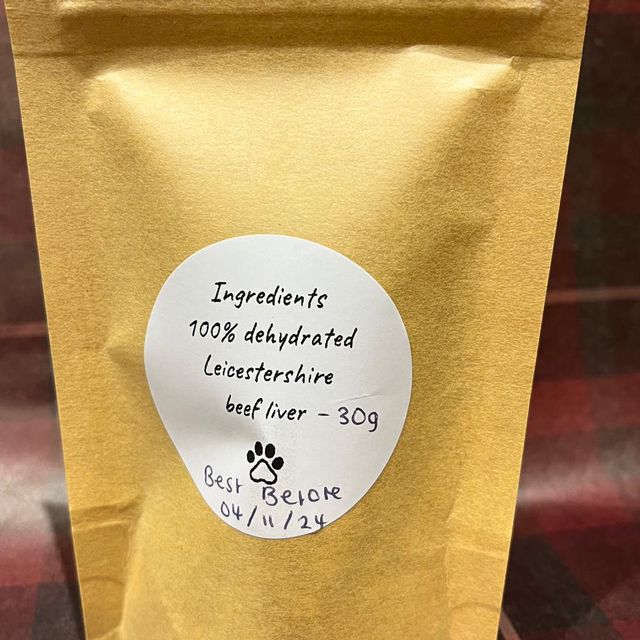 Ingredients
100% dehydrated
Leicestershire
beef liver - 30g
Best Before
04/11/24